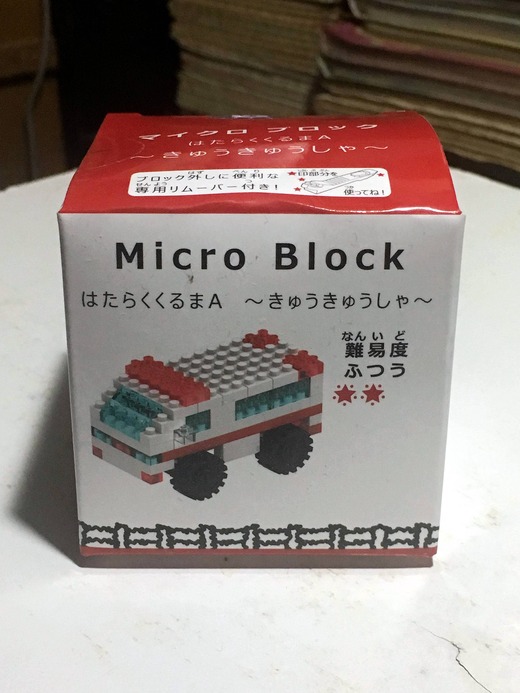 マイクロ ブロック
はたらくくるまA
～きゅうきゅうしゃ～
ブロック外しに便利な
専用リムーバー付き！
★印部分を
使ってね！
Micro Block
はたらくくるまA　～きゅうきゅうしゃ～
なんいど
難易度
ふつう
★★